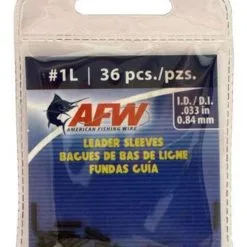 #1L | 36 pcs./pzs.
AFW
AMERICAN FISHING WIRE
I.D./D.I.
.033 in
0.84 mm
LEADER SLEEVES
BAGUES DE BAS DE LIGNE
FUNDAS GUÍA